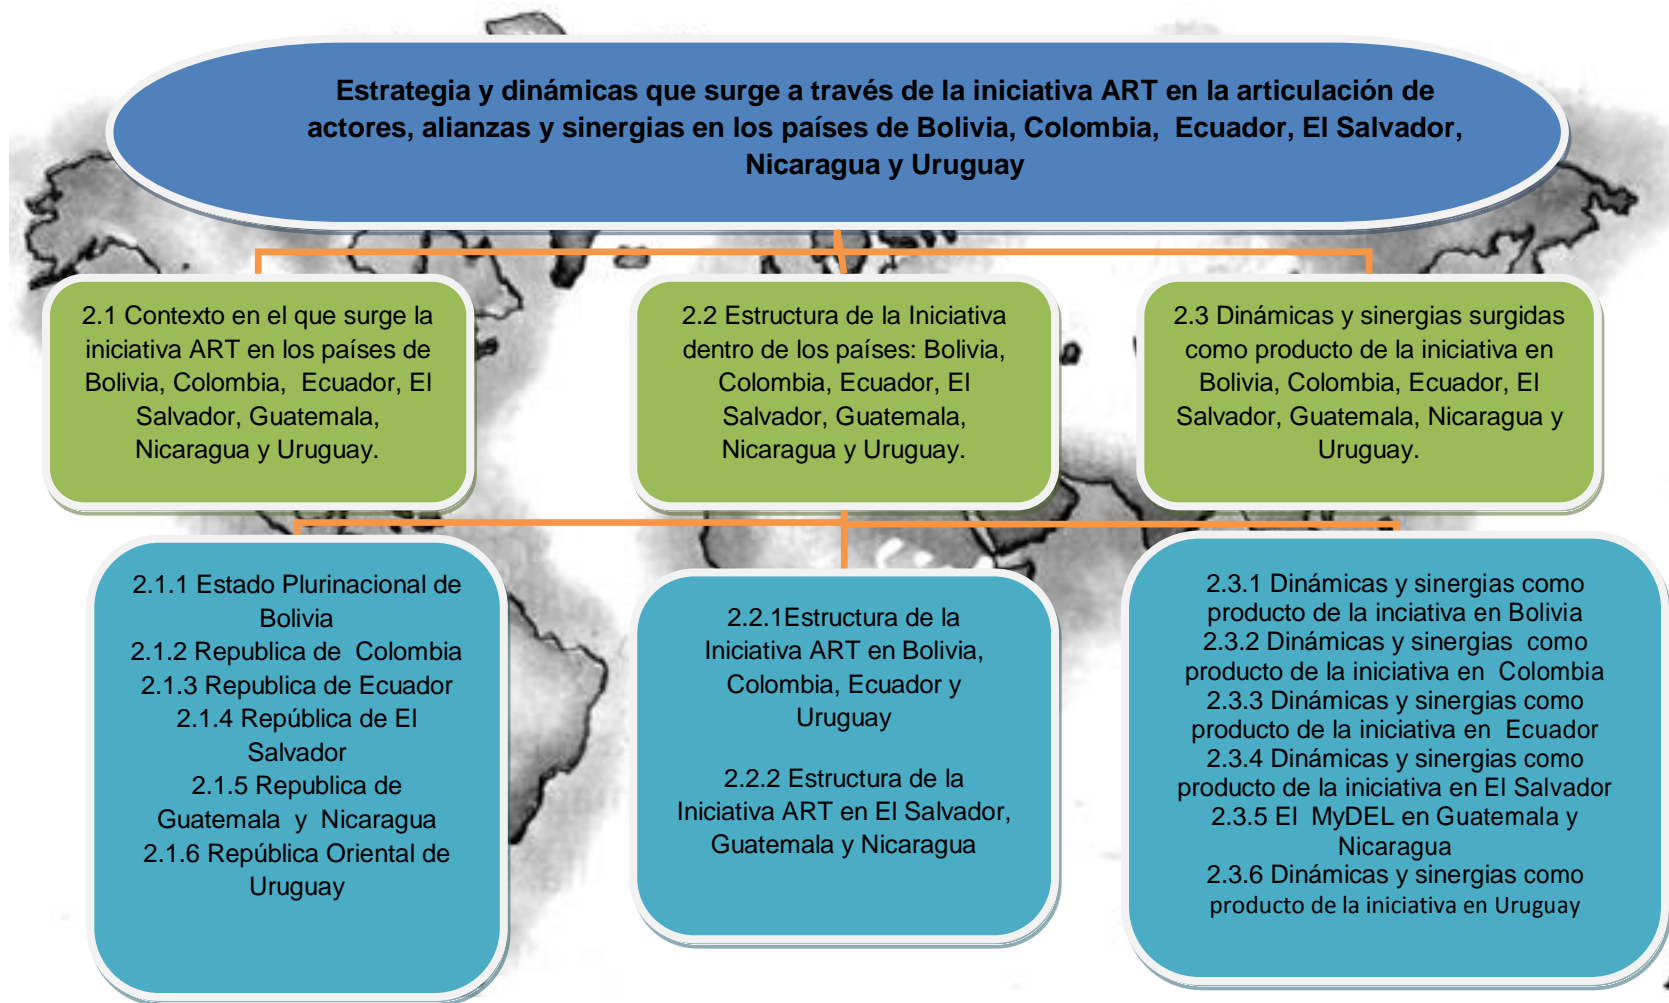 Estrategia y dinámicas que surge a través de la iniciativa ART en la articulación de
actores, alianzas y sinergias en los países de Bolivia, Colombia,  Ecuador, El Salvador,
Nicaragua y Uruguay
2.1 Contexto en el que surge la
iniciativa ART en los países de
Bolivia, Colombia,  Ecuador, El
Salvador, Guatemala,
Nicaragua y Uruguay.
2.2 Estructura de la Iniciativa
dentro de los países: Bolivia,
Colombia, Ecuador, El
Salvador, Guatemala,
Nicaragua y Uruguay.
2.3 Dinámicas y sinergias surgidas
como producto de la iniciativa en
Bolivia, Colombia, Ecuador, El
Salvador, Guatemala, Nicaragua y
Uruguay.
2.1.1 Estado Plurinacional de
Bolivia
2.1.2 Republica de  Colombia
2.1.3 Republica de Ecuador
2.1.4 República de El
Salvador
2.1.5 Republica de
Guatemala  y  Nicaragua
2.1.6 República Oriental de
Uruguay
2.2.1Estructura de la
Iniciativa ART en Bolivia,
Colombia, Ecuador y
Uruguay
2.2.2 Estructura de la
Iniciativa ART en El Salvador,
Guatemala y Nicaragua
2.3.1 Dinámicas y sinergias como
producto de la inciativa en Bolivia
2.3.2 Dinámicas y sinergias  como
producto de la iniciativa en  Colombia
2.3.3 Dinámicas y sinergias como
producto de la iniciativa en  Ecuador
2.3.4 Dinámicas y sinergias como
producto de la iniciativa en El Salvador
2.3.5 El  MyDEL en Guatemala y
Nicaragua
2.3.6 Dinámicas y sinergias como
producto de la iniciativa en Uruguay